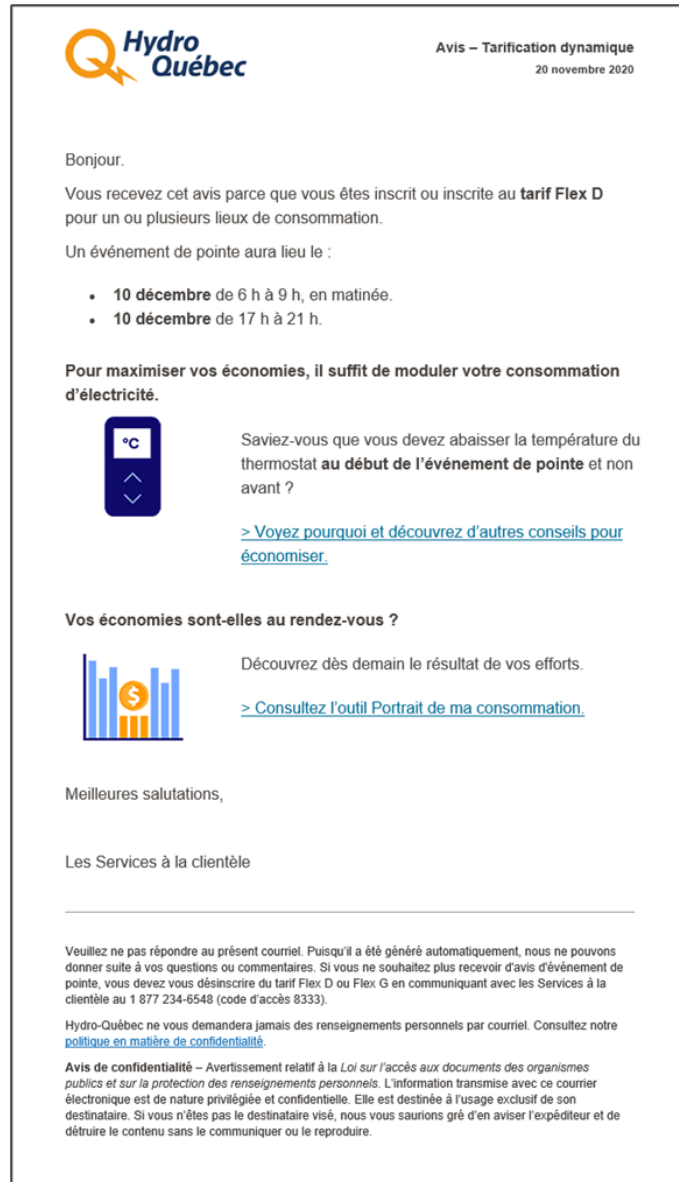 Hydro
Québec
Avis – Tarification dynamique
20 novembre 2020
Bonjour.
Vous recevez cet avis parce que vous êtes inscrit ou inscrite au tarif Flex D
pour un ou plusieurs lieux de consommation.
Un événement de pointe aura lieu le :
• 10 décembre de 6 h à 9 h, en matinée.
• 10 décembre de 17 h à 21 h.
Pour maximiser vos économies, il suffit de moduler votre consommation
d’électricité.
°C
Saviez-vous que vous devez abaisser la température du
thermostat au début de l’événement de pointe et non
avant ?
> Voyez pourquoi et découvrez d’autres conseils pour
économiser.
Vos économies sont-elles au rendez-vous ?
$
Découvrez dès demain le résultat de vos efforts.
> Consultez l’outil Portrait de ma consommation.
Meilleures salutations,
Les Services à la clientèle
Veuillez ne pas répondre au présent courriel. Puisqu’il a été généré automatiquement, nous ne pouvons
donner suite à vos questions ou commentaires. Si vous ne souhaitez plus recevoir d'avis d'événement de
pointe, vous devez vous désinscrire du tarif Flex D ou Flex G en communiquant avec les Services à la
clientèle au 1 877 234-6548 (code d’accès 8333).
Hydro-Québec ne vous demandera jamais des renseignements personnels par courriel. Consultez notre
politique en matière de confidentialité.
Avis de confidentialité – Avertissement relatif à la Loi sur l’accès aux documents des organismes
publics et sur la protection des renseignements personnels. L’information transmise avec ce courrier
électronique est de nature privilégiée et confidentielle. Elle est destinée à l’usage exclusif de son
destinataire. Si vous n’êtes pas le destinataire visé, nous vous saurions gré d’en aviser l’expéditeur et de
détruire le contenu sans le communiquer ou le reproduire.